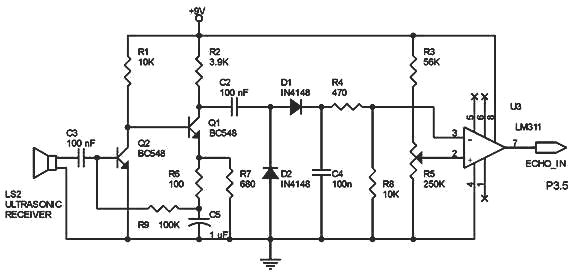 +9V
R1
10K
R2
3.9K
C2
100 nF
D1
IN4148
R4
470
R3
56K
U3
LM311
5
6
8
3
2
7
4
1
ECHO_IN
P3.5
C3
100 nF
Q2
BC548
Q1
BC548
R6
100
R7
680
D2
IN4148
C4
100n
R8
10K
R5
250K
LS2
ULTRASONIC
RECEIVER
R9
100K
C5
1 uF